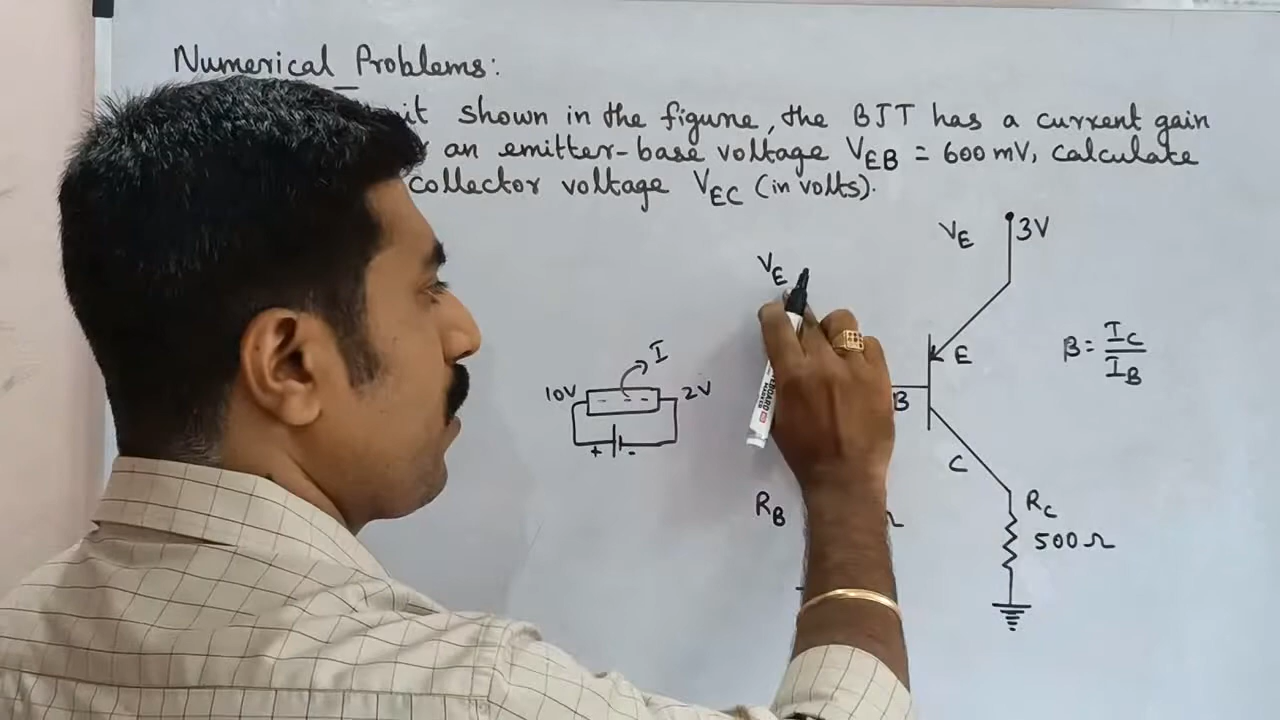 Numerical Problems:
shown in the figure, the BJT has a current gain
an emitter-base voltage VEB = 600 mV, calculate
collector voltage VEC (in volts).
VE 3V
VE
I
10V 2V
+ -
E
B
C
β = IC/IB
RB
RC
500Ω